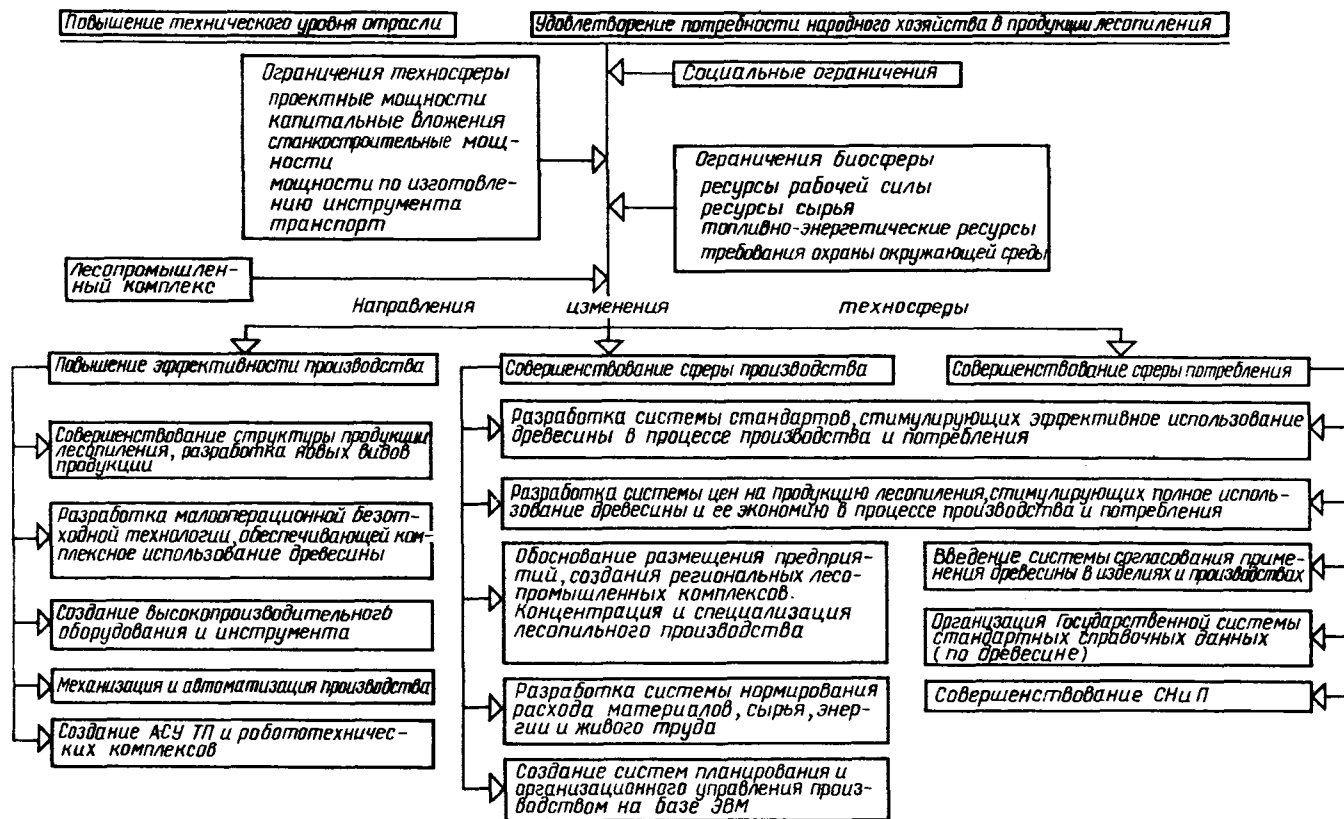 Повышение технического уровня отрасли
Удовлетворение потребности народного хозяйства в продукции лесопиления
Ограничения техносферы
проектные мощности
капитальные вложения
станкостроительные мощ-
ности
мощности по изготовле-
нию инструмента
транспорт
Социальные ограничения
Ограничения биосферы
ресурсы рабочей силы
ресурсы сырья
топливно-энергетические ресурсы
требования охраны окружающей среды
Лесопромышлен-
ный комплекс
Направления изменения техносферы
Повышение эффективности производства
Совершенствование структуры продукции
лесопиления, разработка новых видов
продукции
Разработка малооперационной безот-
ходной технологии, обеспечивающей ком-
плексное использование древесины
Создание высокопроизводительного
оборудования и инструмента
Механизация и автоматизация производства
Создание АСУ ТП и робототехничес-
ких комплексов
Совершенствование сферы производства
Совершенствование сферы потребления
Разработка системы стандартов, стимулирующих эффективное использование
древесины в процессе производства и потребления
Разработка системы цен на продукцию лесопиления, стимулирующих полное исполь-
зование древесины и ее экономию в процессе производства и потребления
Обоснование размещения предприя-
тий, создания региональных лесо-
промышленных комплексов.
Концентрация и специализация
лесопильного производства
Разработка системы нормирования
расхода материалов, сырья, энер-
гии и живого труда
Создание систем планирования и
организационного управления произ-
водством на базе ЭВМ
Введение системы согласования приме-
нения древесины в изделиях и производствах
Организация Государственной системы
стандартных справочных данных
(по древесине)
Совершенствование СНиП